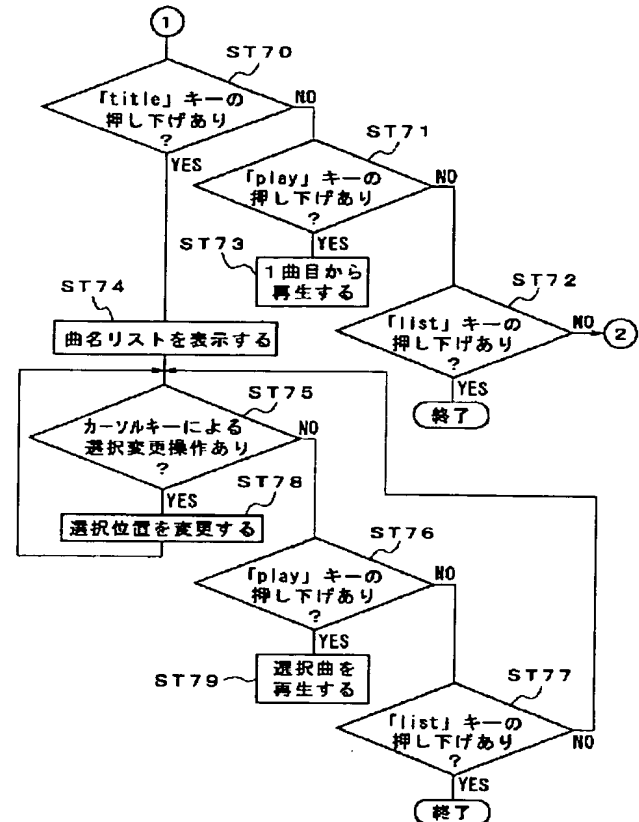 1
ST70
「title」キーの
押し下げあり
?
NO
YES
ST71
「play」キーの
押し下げあり
?
NO
YES
ST73
1曲目から
再生する
ST72
「list」キーの
押し下げあり
?
NO
2
YES
終了
ST74
曲名リストを表示する
ST75
カーソルキーによる
選択変更操作あり
?
NO
YES
ST78
選択位置を変更する
ST76
「play」キーの
押し下げあり
?
NO
YES
ST79
選択曲を
再生する
ST77
「list」キーの
押し下げあり
?
NO
YES
終了